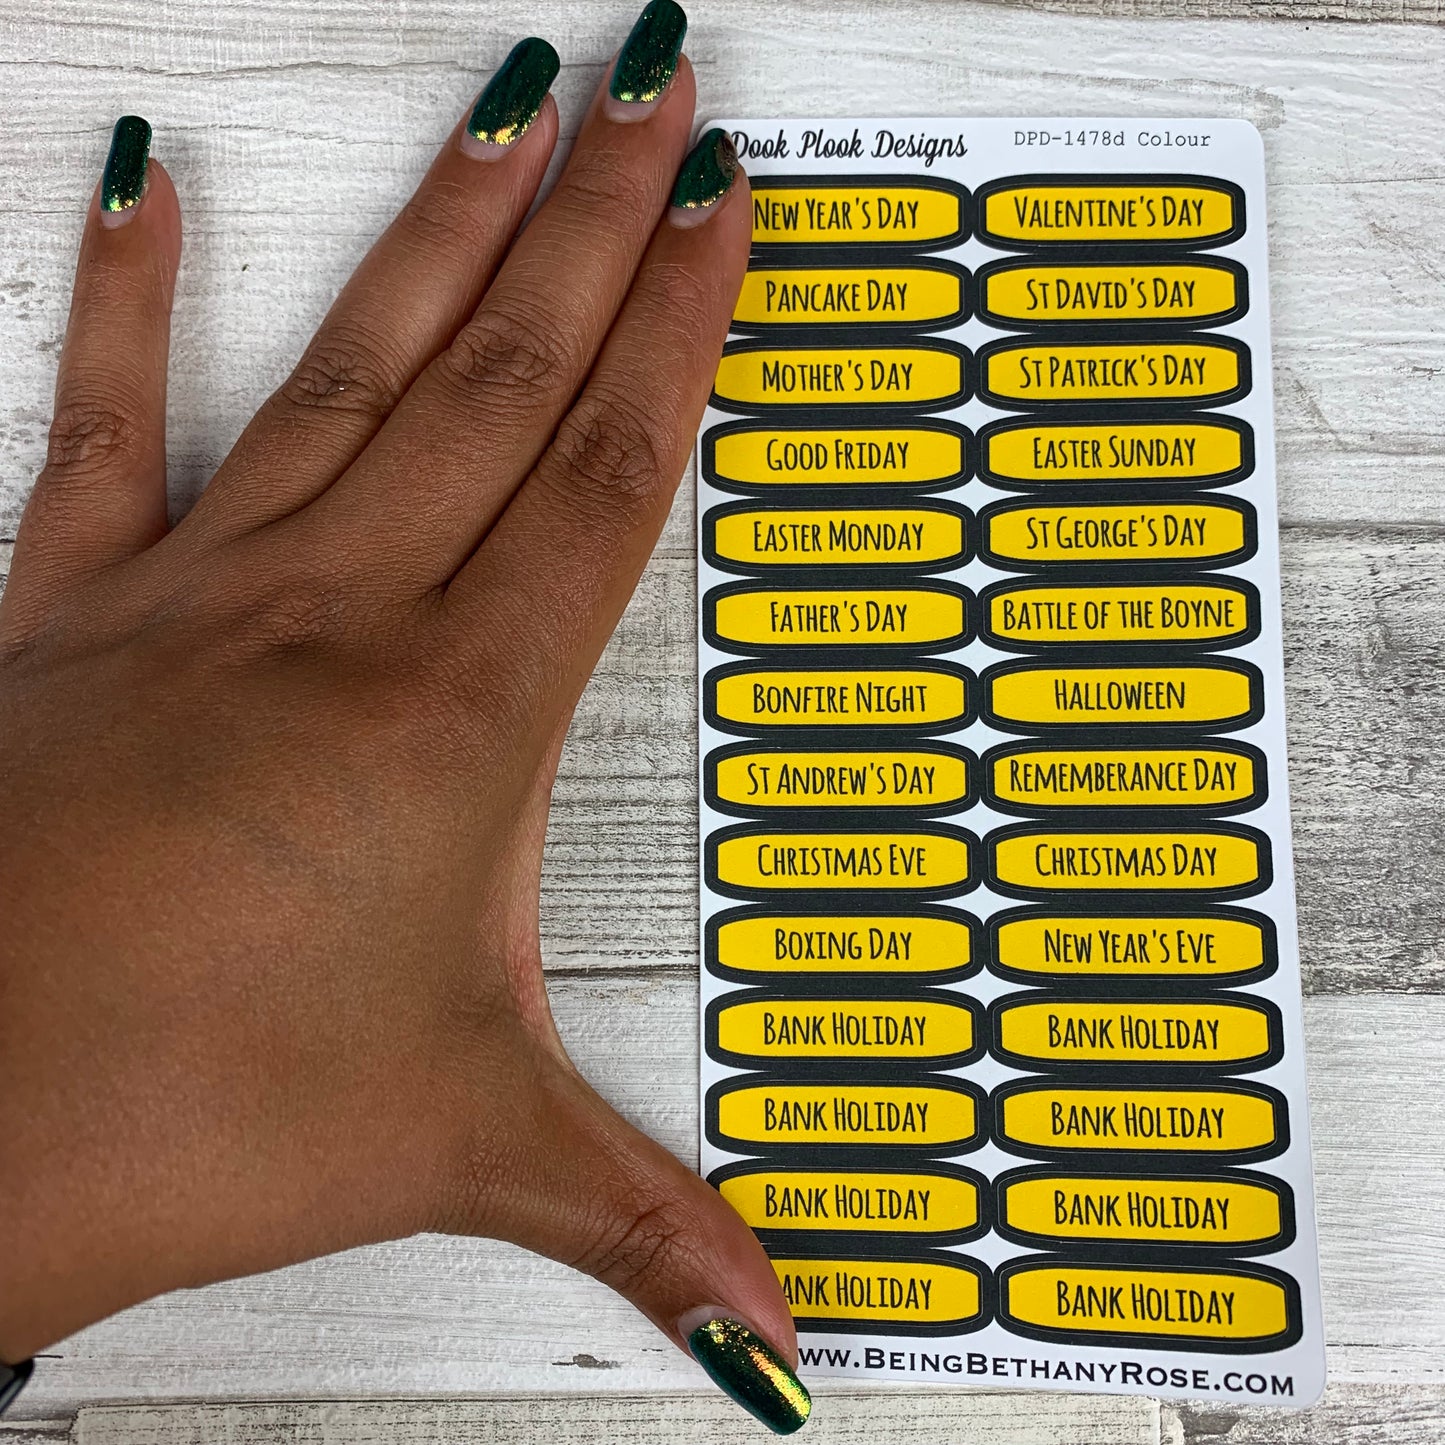 Dook Plook Designs DPD-1478d Colour
New Year's Day Valentine's Day
Pancake Day St David's Day
Mother's Day St Patrick's Day
Good Friday Easter Sunday
Easter Monday St George's Day
Father's Day Battle of the Boyne
Bonfire Night Halloween
St Andrew's Day Rememberance Day
Christmas Eve Christmas Day
Boxing Day New Year's Eve
Bank Holiday Bank Holiday
Bank Holiday Bank Holiday
Bank Holiday Bank Holiday
ank Holiday Bank Holiday
ww.BeingBethanyRose.com